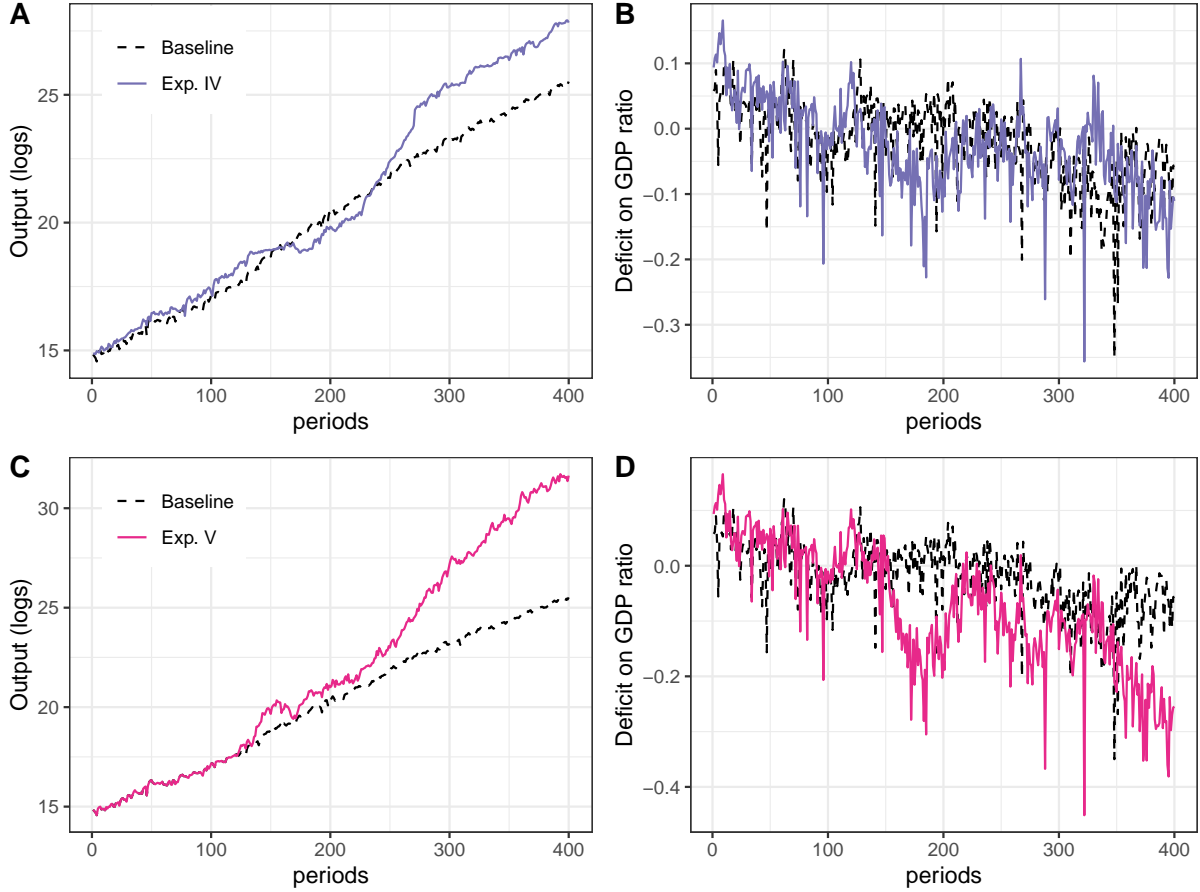 A
Baseline
Exp. IV
Output (logs)
25
20
15
0
100
200
300
400
periods
B
Deficit on GDP ratio
0.1
0.0
−0.1
−0.2
−0.3
0
100
200
300
400
periods
C
Baseline
Exp. V
Output (logs)
30
25
20
15
0
100
200
300
400
periods
D
Deficit on GDP ratio
0.0
−0.2
−0.4
0
100
200
300
400
periods